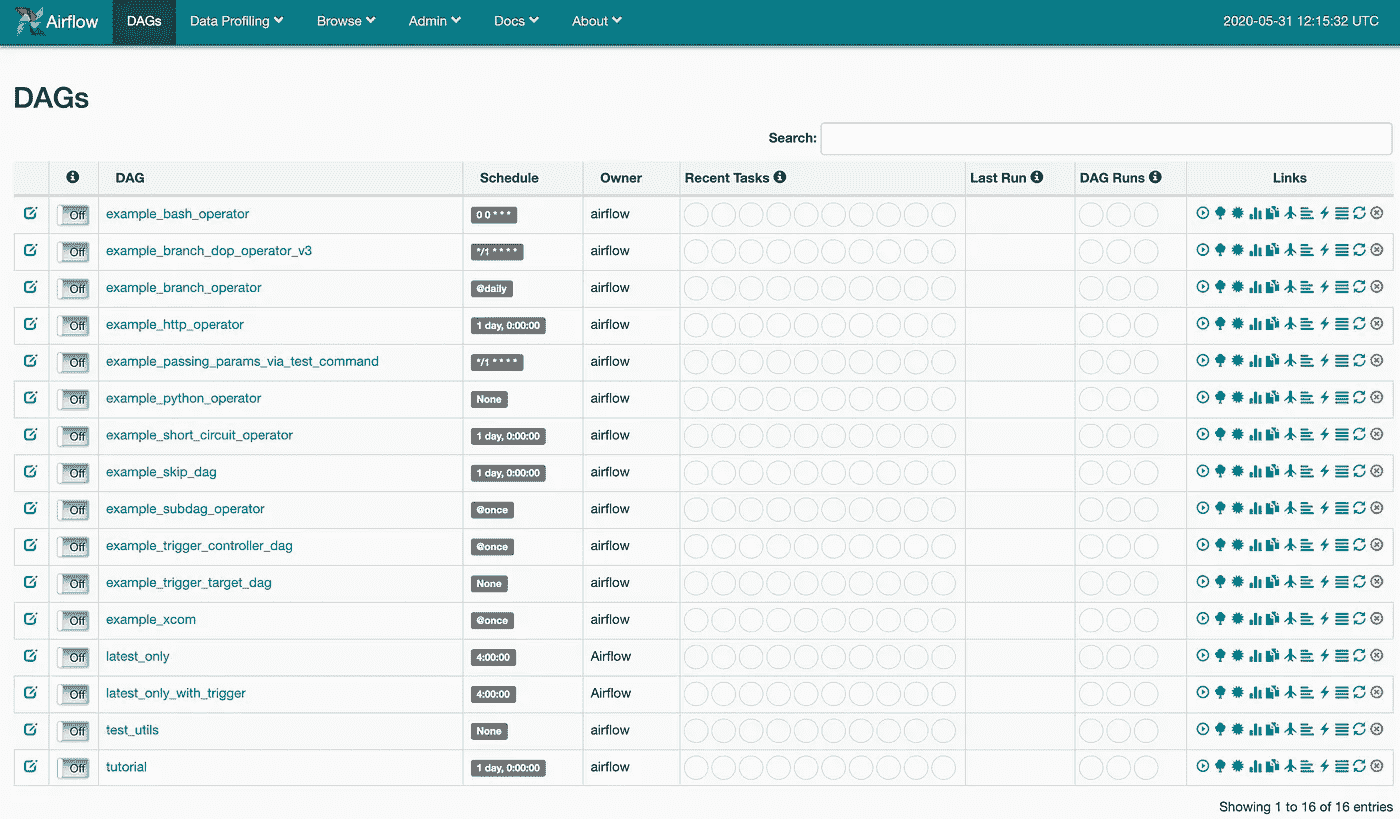 Airflow DAGs Data Profiling Browse Admin Docs About 2020-05-31 12:15:32 UTC
DAGs
Search:
DAG Schedule Owner Recent Tasks Last Run DAG Runs Links
Off example_bash_operator 0 0 * * * airflow
Off example_branch_dop_operator_v3 */1 * * * * airflow
Off example_branch_operator @daily airflow
Off example_http_operator 1 day, 0:00:00 airflow
Off example_passing_params_via_test_command */1 * * * * airflow
Off example_python_operator None airflow
Off example_short_circuit_operator 1 day, 0:00:00 airflow
Off example_skip_dag 1 day, 0:00:00 airflow
Off example_subdag_operator @once airflow
Off example_trigger_controller_dag @once airflow
Off example_trigger_target_dag None airflow
Off example_xcom @once airflow
Off latest_only 4:00:00 Airflow
Off latest_only_with_trigger 4:00:00 Airflow
Off test_utils None airflow
Off tutorial 1 day, 0:00:00 airflow
Showing 1 to 16 of 16 entries